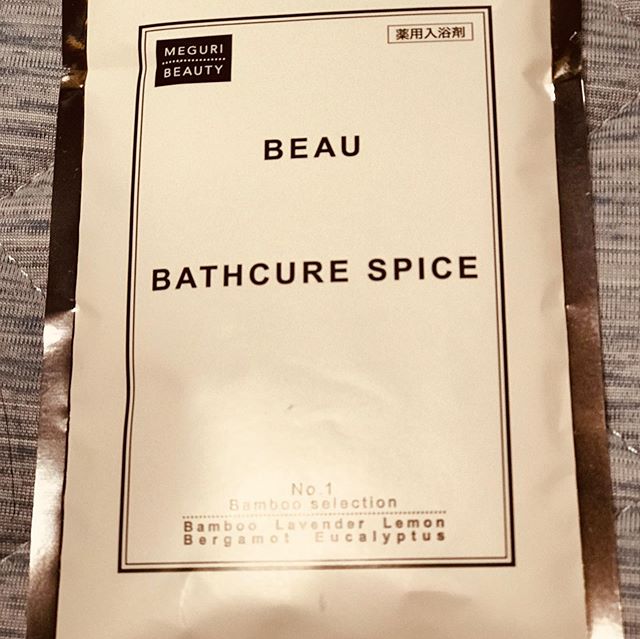 MEGURI
BEAUTY
薬用入浴剤
BEAU
BATHCURE SPICE
No.1
Bamboo selection
Bamboo Lavender Lemon
Bergamot Eucalyptus